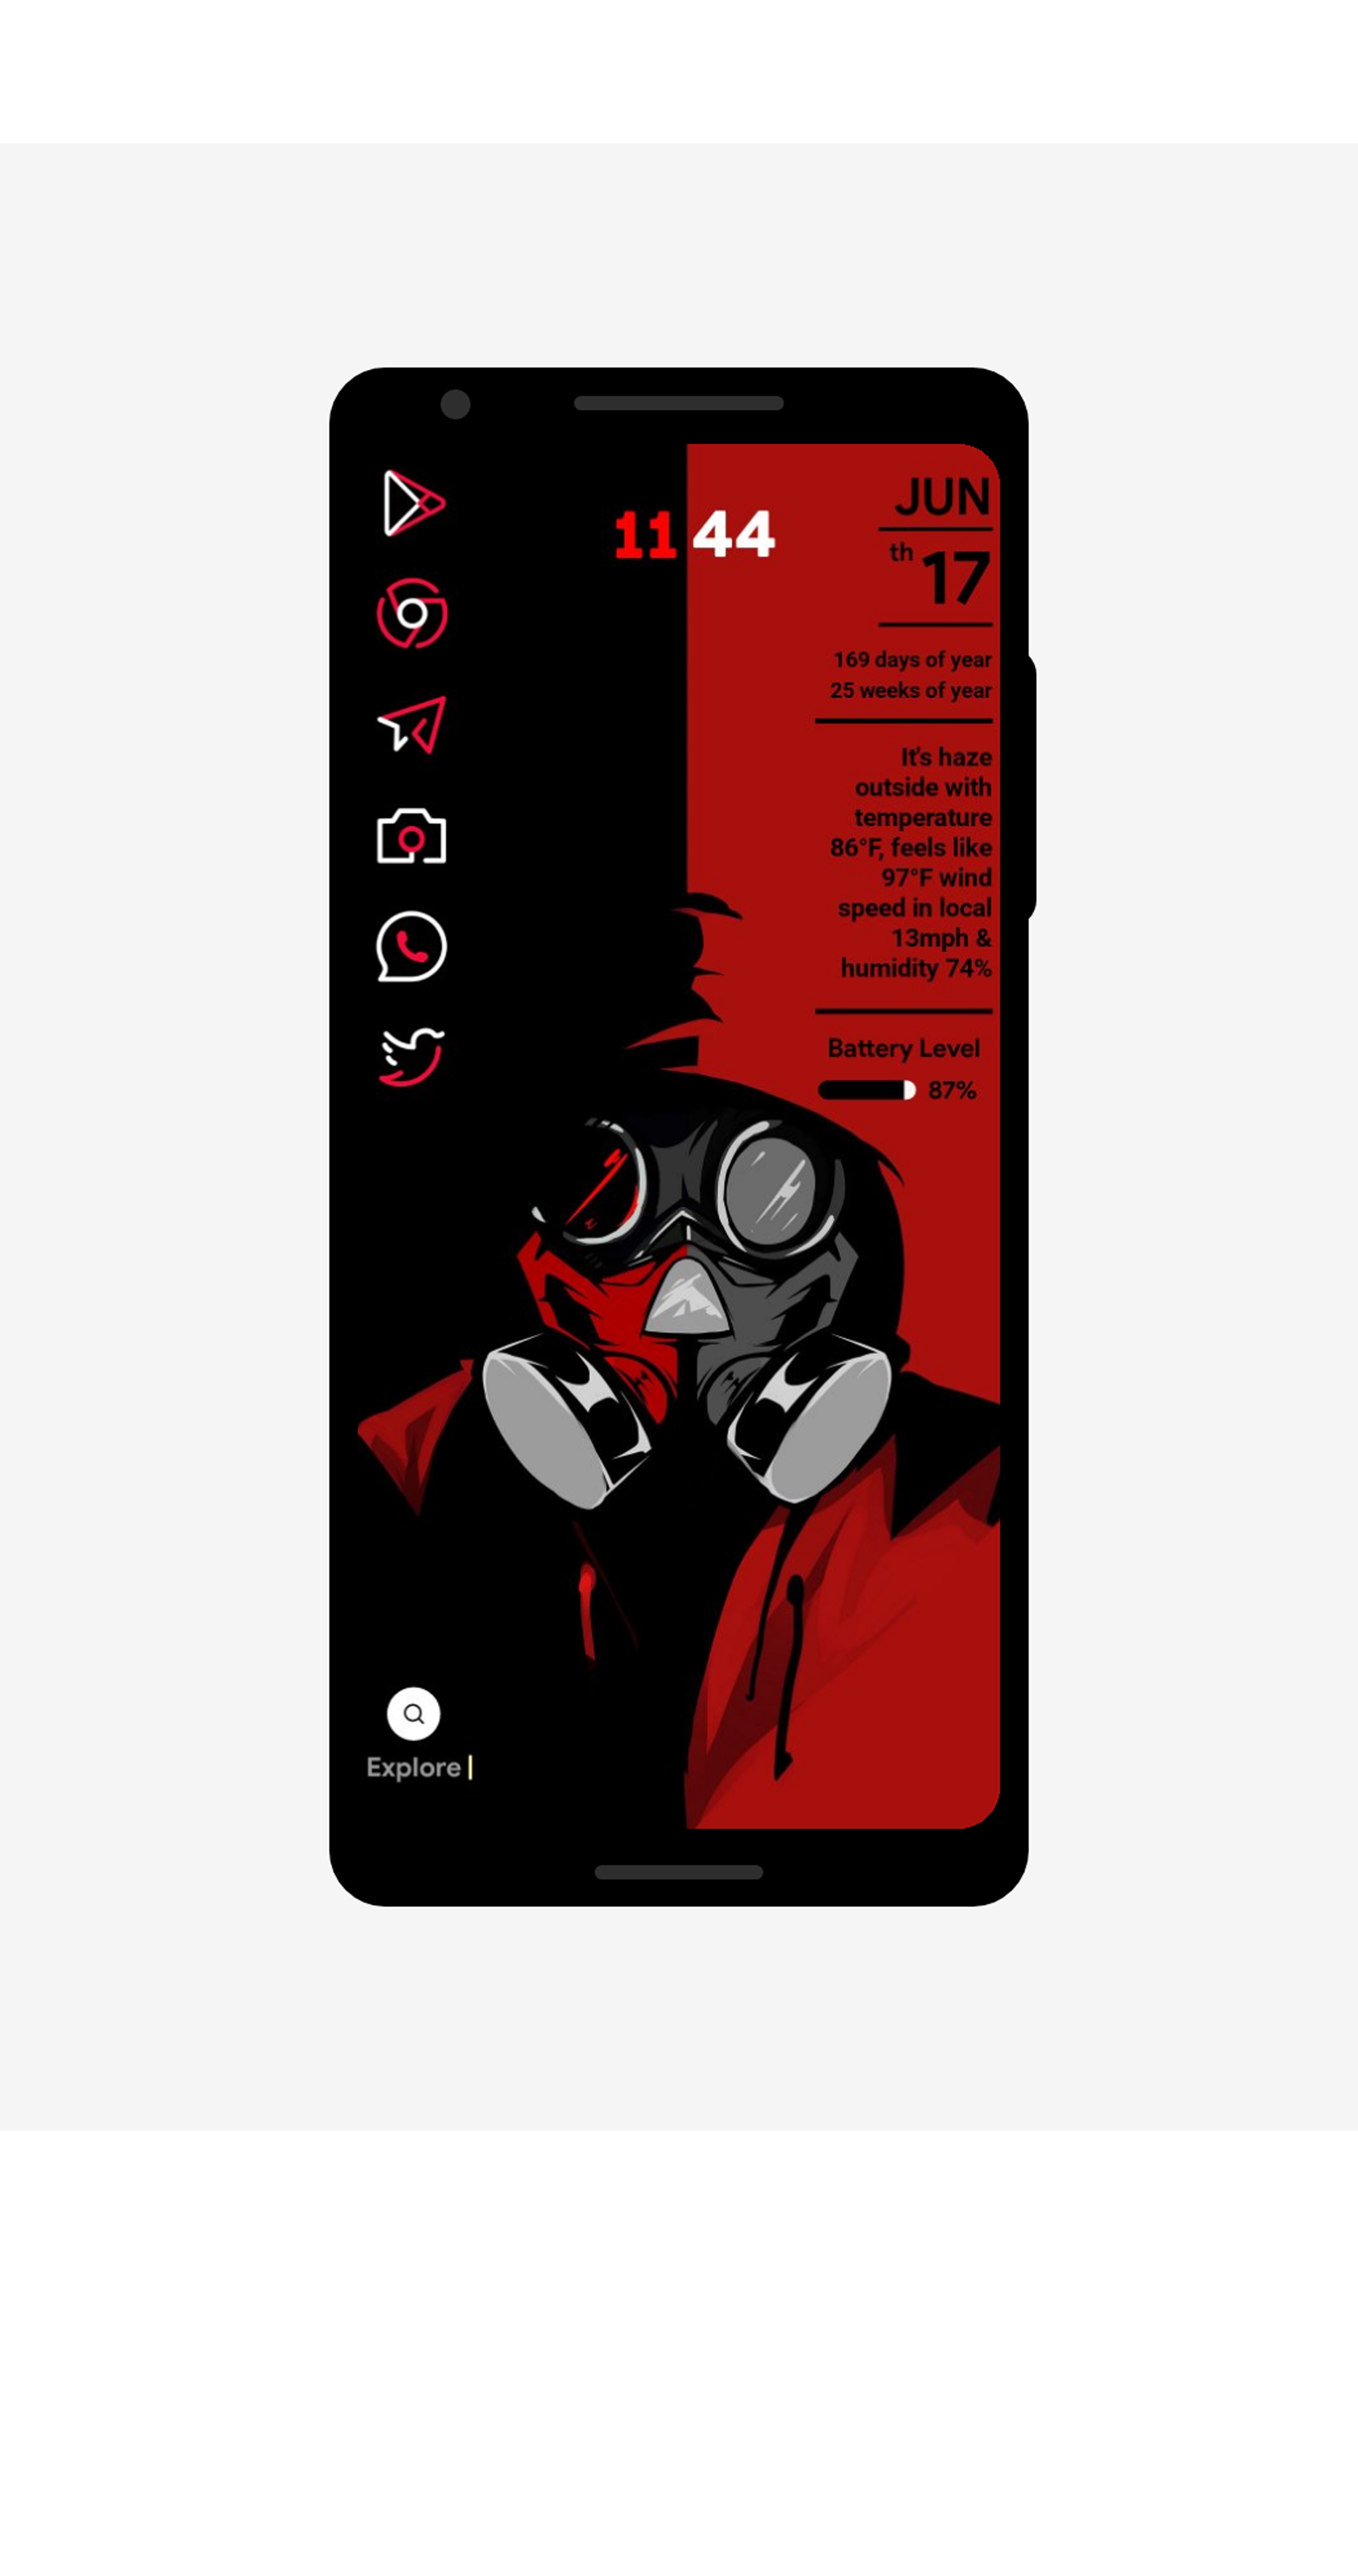 11 44
JUN
th 17
169 days of year
25 weeks of year
It's haze
outside with
temperature
86°F, feels like
97°F wind
speed in local
13mph &
humidity 74%
Battery Level
87%
Explore